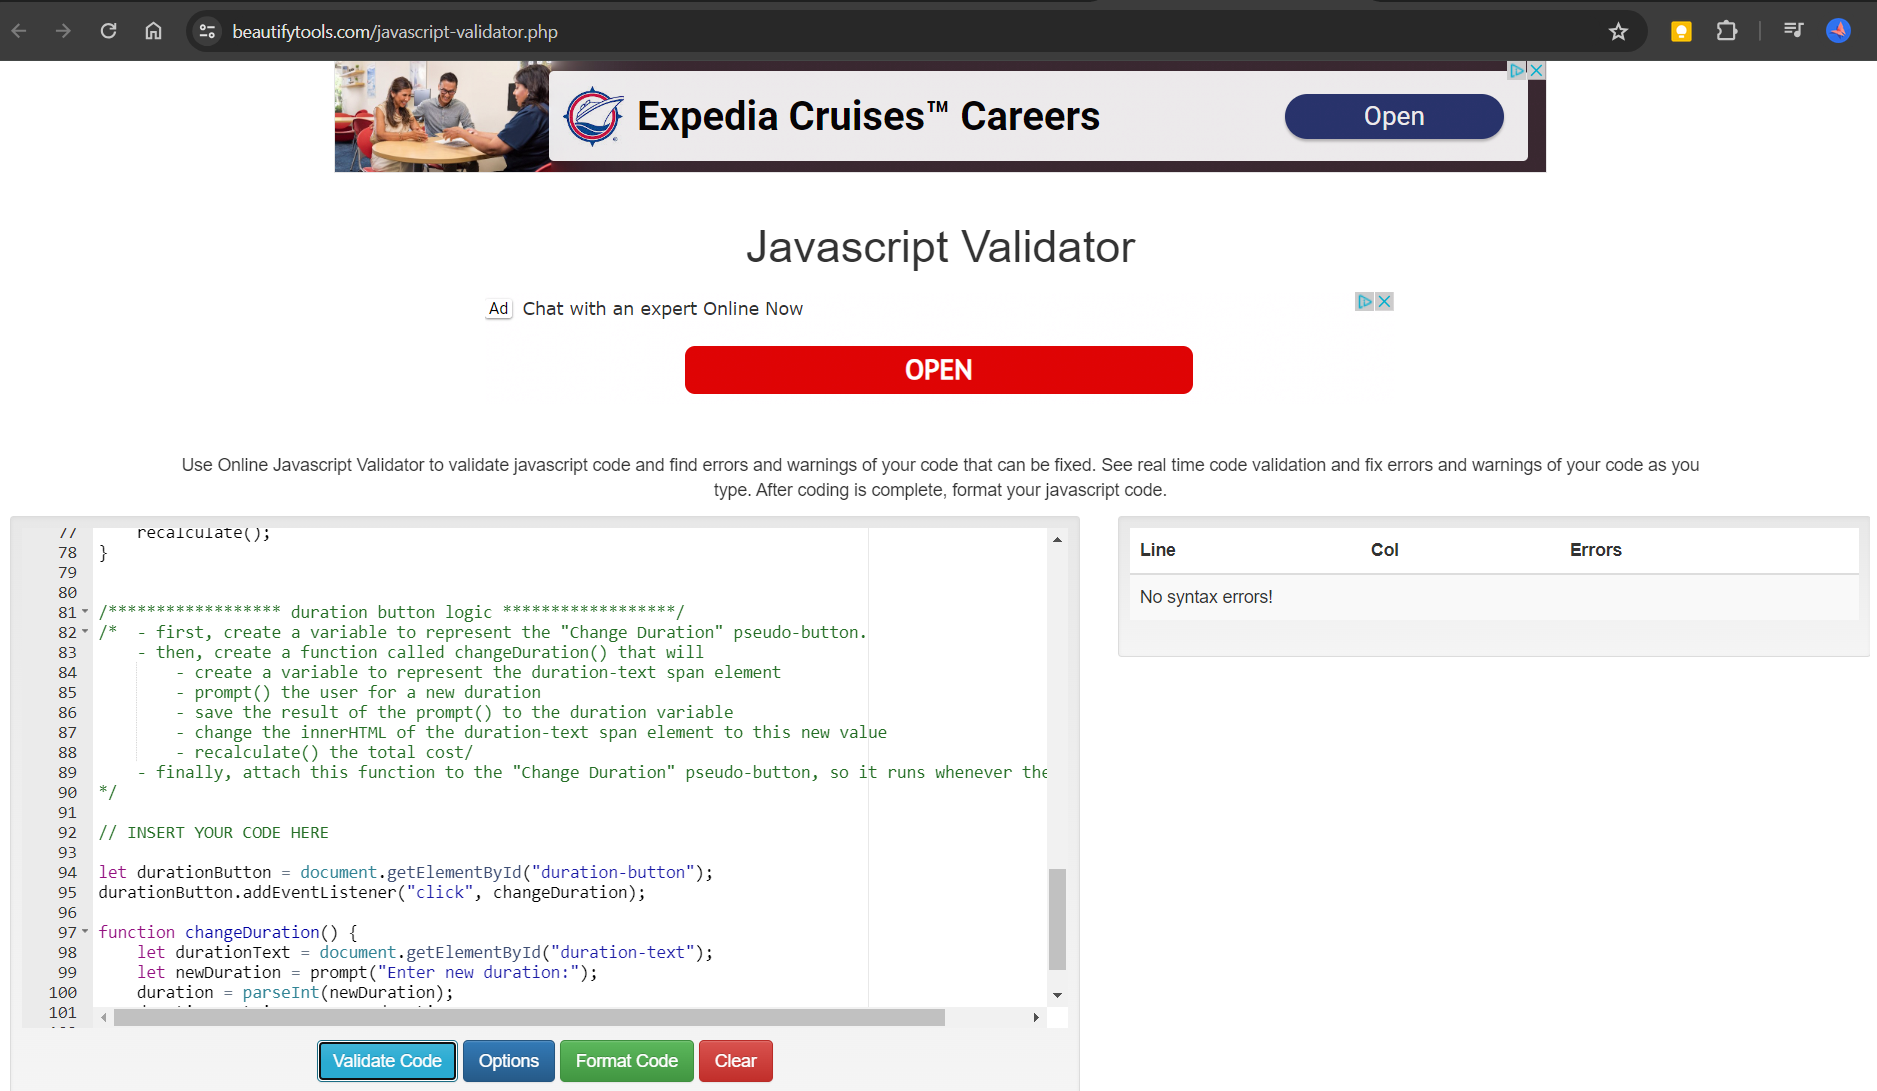 beautifytools.com/javascript-validator.php
Expedia Cruises™ Careers
Open
Javascript Validator
Ad Chat with an expert Online Now
OPEN
Use Online Javascript Validator to validate javascript code and find errors and warnings of your code that can be fixed. See real time code validation and fix errors and warnings of your code as you
type. After coding is complete, format your javascript code.
77 recalculate();
78 }
79
80
81 /****************** duration button logic ******************/
82 /*  - first, create a variable to represent the "Change Duration" pseudo-button.
83     - then, create a function called changeDuration() that will
84         - create a variable to represent the duration-text span element
85         - prompt() the user for a new duration
86         - save the result of the prompt() to the duration variable
87         - change the innerHTML of the duration-text span element to this new value
88         - recalculate() the total cost/
89     - finally, attach this function to the "Change Duration" pseudo-button, so it runs whenever the
90 */
91
92 // INSERT YOUR CODE HERE
93
94 let durationButton = document.getElementById("duration-button");
95 durationButton.addEventListener("click", changeDuration);
96
97 function changeDuration() {
98     let durationText = document.getElementById("duration-text");
99     let newDuration = prompt("Enter new duration:");
100     duration = parseInt(newDuration);
101
Line Col Errors
No syntax errors!
Validate Code Options Format Code Clear